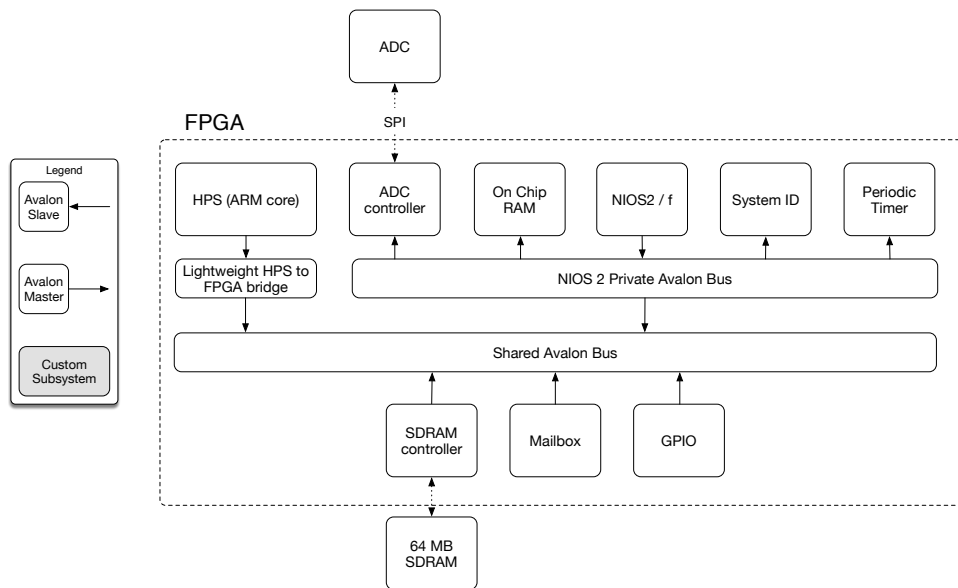 ADC
SPI
FPGA
Legend
Avalon
Slave
Avalon
Master
Custom
Subsystem
HPS (ARM core)
ADC
controller
On Chip
RAM
NIOS2 / f
System ID
Periodic
Timer
Lightweight HPS to
FPGA bridge
NIOS 2 Private Avalon Bus
Shared Avalon Bus
SDRAM
controller
Mailbox
GPIO
64 MB
SDRAM